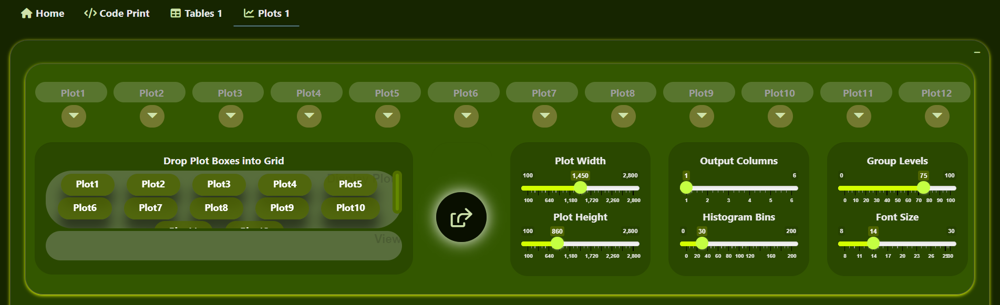 Home Code Print Tables 1 Plots 1
Plot1 Plot2 Plot3 Plot4 Plot5 Plot6 Plot7 Plot8 Plot9 Plot10 Plot11 Plot12
Drop Plot Boxes into Grid
Plot1 Plot2 Plot3 Plot4 Plot5
Plot6 Plot7 Plot8 Plot9 Plot10
View
Plot Width
100 1,450 2,800
100 640 1,180 1,720 2,260 2,800
Plot Height
100 860 2,800
100 640 1,180 1,720 2,260 2,800
Output Columns
1 6
1 2 3 4 5 6
Histogram Bins
0 30 200
0 20 40 60 80 100 120 160 200
Group Levels
0 75 100
0 10 20 30 40 50 60 70 80 90 100
Font Size
8 14 30
8 11 14 17 20 23 26 29 30